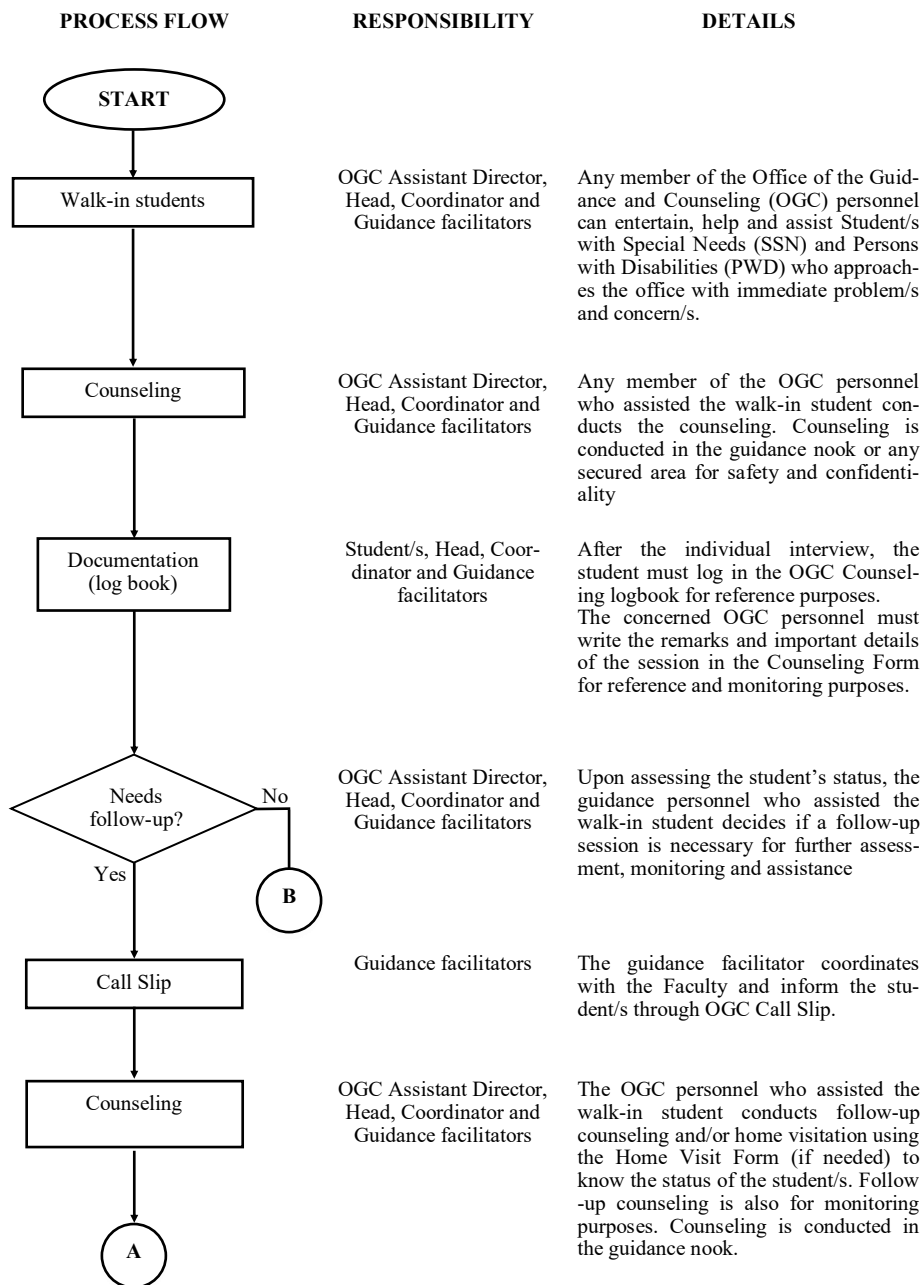 PROCESS FLOW RESPONSIBILITY DETAILS
START
Walk-in students
OGC Assistant Director,
Head, Coordinator and
Guidance facilitators
Any member of the Office of the Guid-
ance and Counseling (OGC) personnel
can entertain, help and assist Student/s
with Special Needs (SSN) and Persons
with Disabilities (PWD) who approach-
es the office with immediate problem/s
and concern/s.
Counseling
OGC Assistant Director,
Head, Coordinator and
Guidance facilitators
Any member of the OGC personnel
who assisted the walk-in student con-
ducts the counseling. Counseling is
conducted in the guidance nook or any
secured area for safety and confidenti-
ality
Documentation
(log book)
Student/s, Head, Coor-
dinator and Guidance
facilitators
After the individual interview, the
student must log in the OGC Counsel-
ing logbook for reference purposes.
The concerned OGC personnel must
write the remarks and important details
of the session in the Counseling Form
for reference and monitoring purposes.
Needs
follow-up?
No
Yes
B
OGC Assistant Director,
Head, Coordinator and
Guidance facilitators
Upon assessing the student’s status, the
guidance personnel who assisted the
walk-in student decides if a follow-up
session is necessary for further assess-
ment, monitoring and assistance
Call Slip
Guidance facilitators
The guidance facilitator coordinates
with the Faculty and inform the stu-
dent/s through OGC Call Slip.
Counseling
OGC Assistant Director,
Head, Coordinator and
Guidance facilitators
The OGC personnel who assisted the
walk-in student conducts follow-up
counseling and/or home visitation using
the Home Visit Form (if needed) to
know the status of the student/s. Follow
-up counseling is also for monitoring
purposes. Counseling is conducted in
the guidance nook.
A